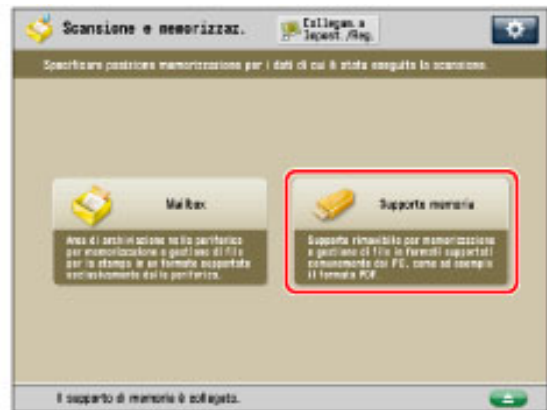 Scansione e memorizzaz.
Collegam. a
Impost./Reg.
Specificare posizione memorizzazione per i dati di cui è stata eseguita la scansione.
Mailbox
Area di archiviazione nella periferica
per memorizzazione e gestione di file
per la stampa in un formato supportato
esclusivamente dalla periferica.
Supporto memoria
Supporto rimovibile per memorizzazione
e gestione di file in formati supportati
comunemente dai PC, come ad esempio
il formato PDF
Il supporto di memoria è collegato.